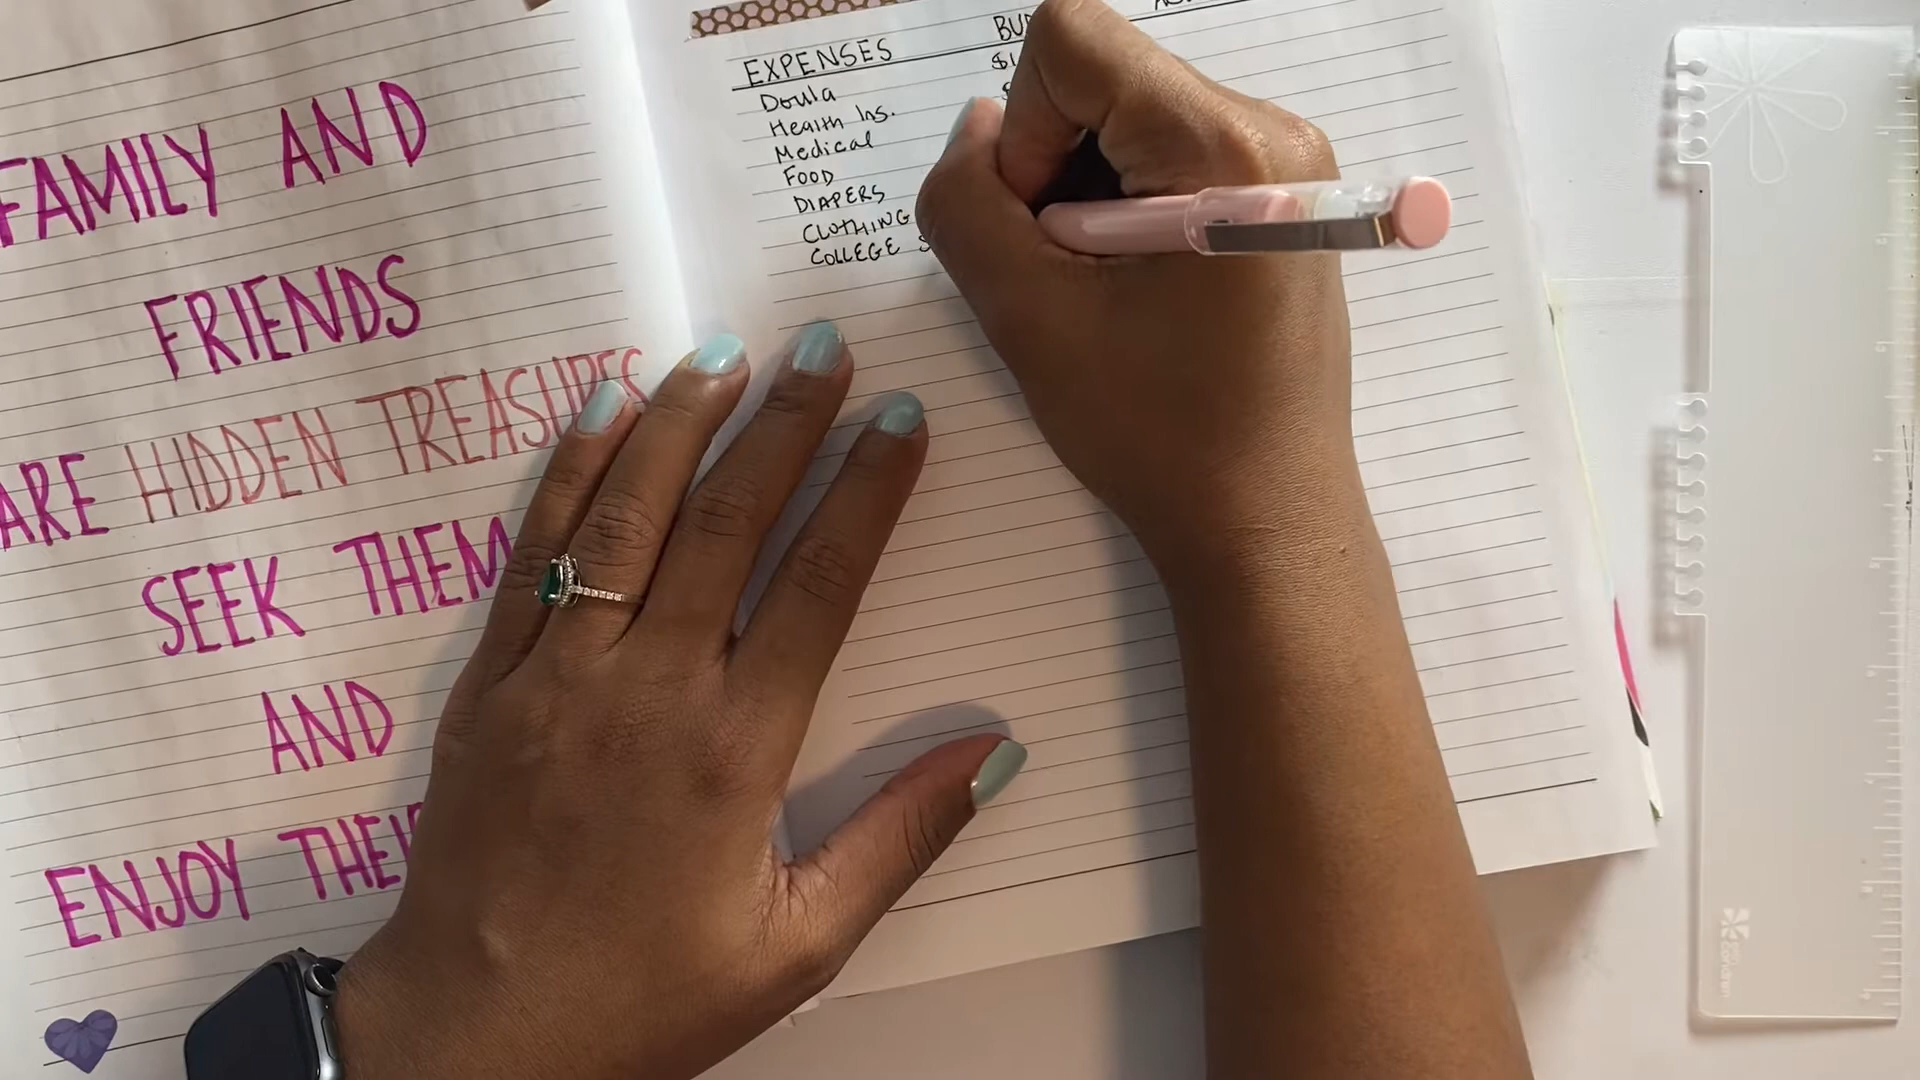 FAMILY AND
FRIENDS
ARE HIDDEN TREASURES
SEEK THEM
AND
ENJOY
EXPENSES
Doula
Health Ins.
Medical
FOOD
DIAPERS
CLOTHING
COLLEGE